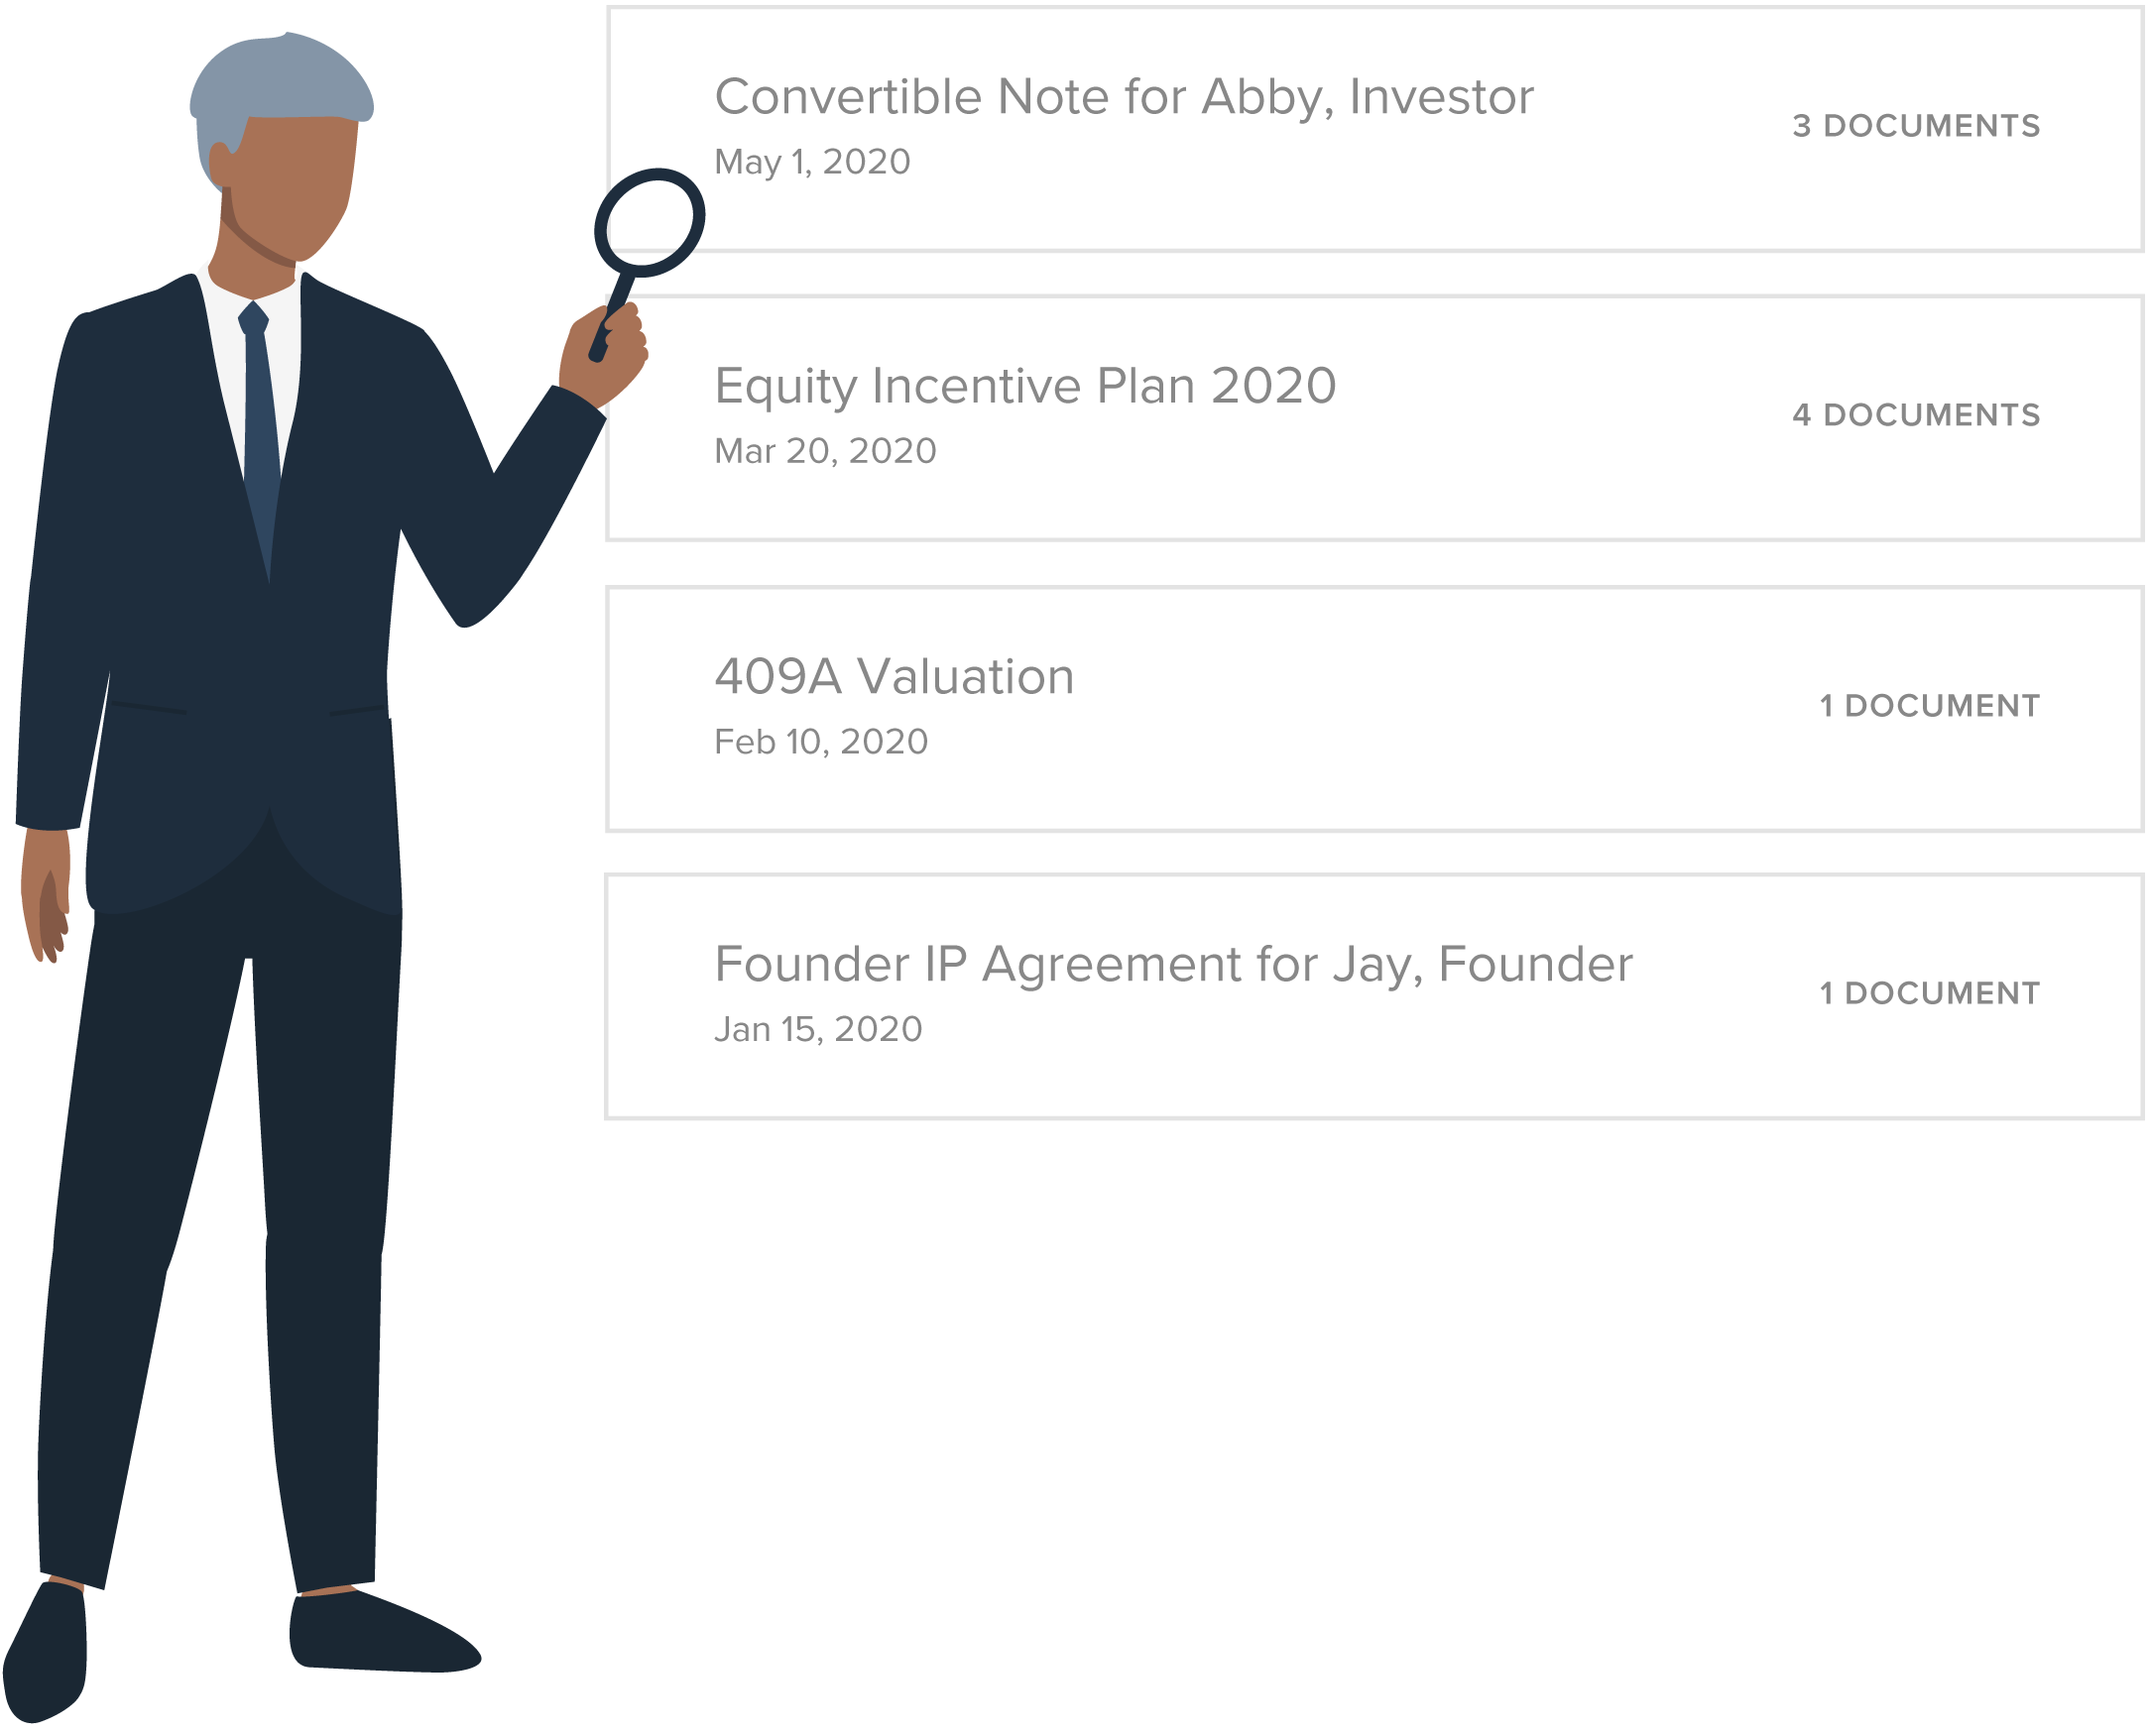 Convertible Note for Abby, Investor
May 1, 2020
3 DOCUMENTS
Equity Incentive Plan 2020
Mar 20, 2020
4 DOCUMENTS
409A Valuation
Feb 10, 2020
1 DOCUMENT
Founder IP Agreement for Jay, Founder
Jan 15, 2020
1 DOCUMENT